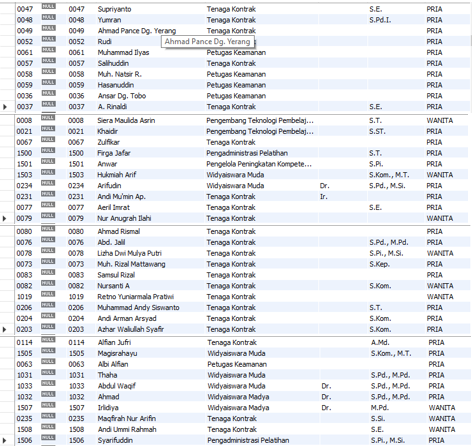 0047 NULL 0047 Supriyanto Tenaga Kontrak S.E. PRIA
0048 NULL 0048 Yumran Tenaga Kontrak S.Pd.I. PRIA
0049 NULL 0049 Ahmad Pance Dg. Yerang Tenaga Kontrak PRIA
0052 NULL 0052 Rudi Ahmad Pance Dg. Yerang PRIA
0061 NULL 0061 Muhammad Ilyas Petugas Keamanan PRIA
0057 NULL 0057 Salihuddin Tenaga Kontrak PRIA
0058 NULL 0058 Muh. Natsir R. Petugas Keamanan PRIA
0059 NULL 0059 Hasanuddin Petugas Keamanan PRIA
0036 NULL 0036 Ansar Dg. Tobo Petugas Keamanan PRIA
0037 NULL 0037 A. Rinaldi Tenaga Kontrak S.E. PRIA
0008 NULL 0008 Siera Maulida Asrin Pengembang Teknologi Pembelaj... S.T. WANITA
0021 NULL 0021 Khaidir Pengembang Teknologi Pembelaj... S.ST. PRIA
0067 NULL 0067 Zulfikar Tenaga Kontrak PRIA
1500 NULL 1500 Firga Jafar Pengadministrasi Pelatihan S.T. PRIA
1501 NULL 1501 Anwar Pengelola Peningkatan Kompete... S.Pi. PRIA
1503 NULL 1503 Hukmiah Arif Widyaiswara Muda S.Kom., M.T. WANITA
0234 NULL 0234 Arifudin Widyaiswara Muda Dr. S.Pd., M.Si. PRIA
0231 NULL 0231 Andi Mu'min Ap. Tenaga Kontrak Ir. PRIA
0077 NULL 0077 Aeril Imrat Tenaga Kontrak S.E. PRIA
0079 NULL 0079 Nur Anugrah Ilahi Tenaga Kontrak WANITA
0080 NULL 0080 Ahmad Rismal Tenaga Kontrak PRIA
0076 NULL 0076 Abd. Jalil Tenaga Kontrak S.Pd., M.Pd. PRIA
0078 NULL 0078 Lizha Dwi Mulya Putri Tenaga Kontrak S.Pi., M.Si. WANITA
0073 NULL 0073 Muh. Rizal Mattawang Tenaga Kontrak S.Kep. PRIA
0083 NULL 0083 Samsul Rizal Tenaga Kontrak PRIA
0082 NULL 0082 Nursanti A Tenaga Kontrak S.Kom. WANITA
1019 NULL 1019 Retno Yuniarmala Pratiwi Tenaga Kontrak WANITA
0206 NULL 0206 Muhammad Andy Siswanto Tenaga Kontrak S.T. PRIA
0204 NULL 0204 Andi Arman Arsyad Tenaga Kontrak S.Kom. PRIA
0203 NULL 0203 Azhar Waliullah Syafir Tenaga Kontrak S.Kom. PRIA
0114 NULL 0114 Alfian Jufri Tenaga Kontrak A.Md. PRIA
1505 NULL 1505 Magisrahayu Widyaiswara Muda S.Kom., M.T. PRIA
0063 NULL 0063 Albi Alfian Petugas Keamanan PRIA
1031 NULL 1031 Thaha Widyaiswara Muda S.Pd., M.Pd. PRIA
1033 NULL 1033 Abdul Waqif Widyaiswara Muda Dr. S.Pd., M.Pd. PRIA
1032 NULL 1032 Ahmad Widyaiswara Madya Dr. S.Pd., M.Pd. PRIA
1507 NULL 1507 Irlidiya Widyaiswara Madya Dr. M.Pd. WANITA
0235 NULL 0235 Maqfirah Nur Arifin Tenaga Kontrak S.Si. WANITA
1508 NULL 1508 Andi Ummi Rahmah Tenaga Kontrak S.E. WANITA
1506 NULL 1506 Syarifuddin Pengadministrasi Pelatihan S.Pi. PRIA